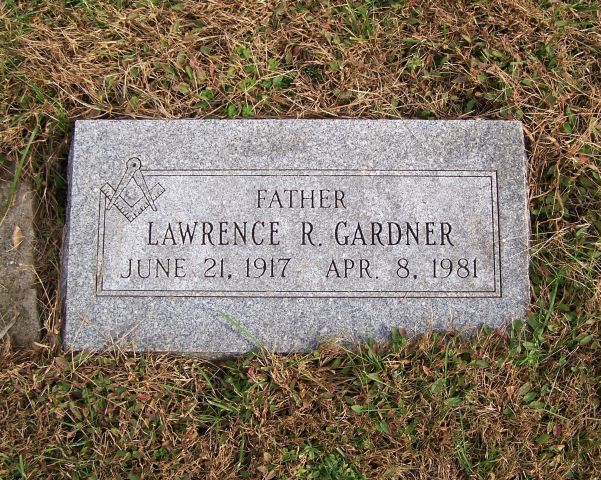 FATHER
LAWRENCE R. GARDNER
JUNE 21, 1917 APR. 8, 1981